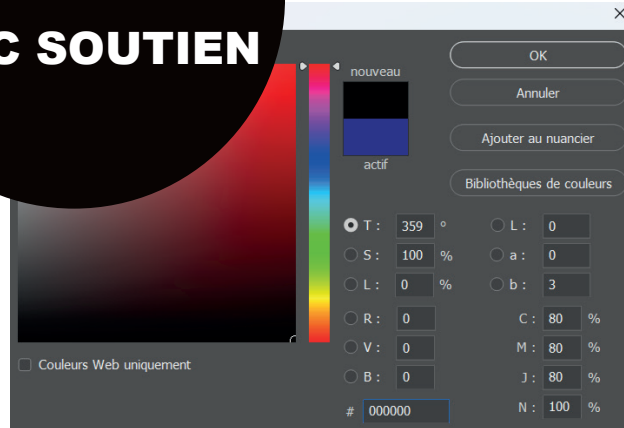 C SOUTIEN
nouveau
actif
OK
Annuler
Ajouter au nuancier
Bibliothèques de couleurs
T : 359 °
S : 100 %
L : 0 %
R : 0
V : 0
B : 0
# 000000
L : 0
a : 0
b : 3
C : 80 %
M : 80 %
J : 80 %
N : 100 %
Couleurs Web uniquement